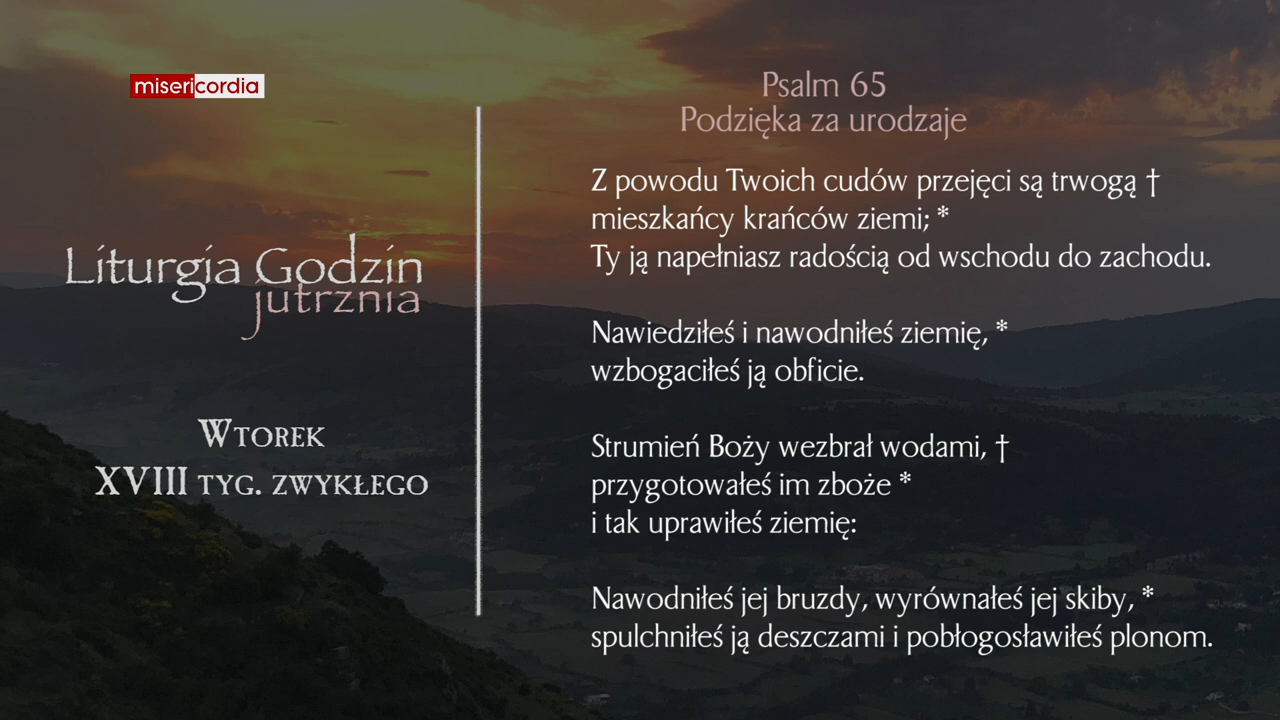 misericordia
Liturgia Godzin
jutrznia
Wtorek
XVIII tyg. zwykłego
Psalm 65
Podzięka za urodzaje
Z powodu Twoich cudów przejęci są trwogą †
mieszkańcy krańców ziemi; *
Ty ją napełniasz radością od wschodu do zachodu.
Nawiedziłeś i nawodniłeś ziemię, *
wzbogaciłeś ją obficie.
Strumień Boży wezbrał wodami, †
przygotowałeś im zboże *
i tak uprawiłeś ziemię:
Nawodniłeś jej bruzdy, wyrównałeś jej skiby, *
spulchniłeś ją deszczami i pobłogosławiłeś plonom.